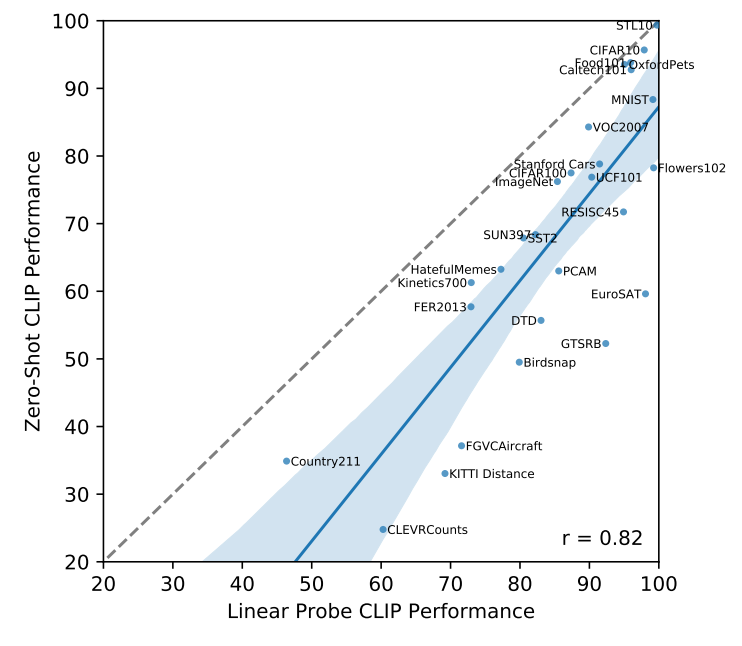 100
90
80
70
60
50
40
30
20
Zero-Shot CLIP Performance
STL10
CIFAR10
Food101
OxfordPets
Caltech101
MNIST
VOC2007
Stanford Cars
Flowers102
CIFAR100
UCF101
ImageNet
RESISC45
SUN397
SST2
HatefulMemes
PCAM
Kinetics700
EuroSAT
FER2013
DTD
GTSRB
Birdsnap
FGVCAircraft
Country211
KITTI Distance
CLEVRCounts
r = 0.82
20 30 40 50 60 70 80 90 100
Linear Probe CLIP Performance